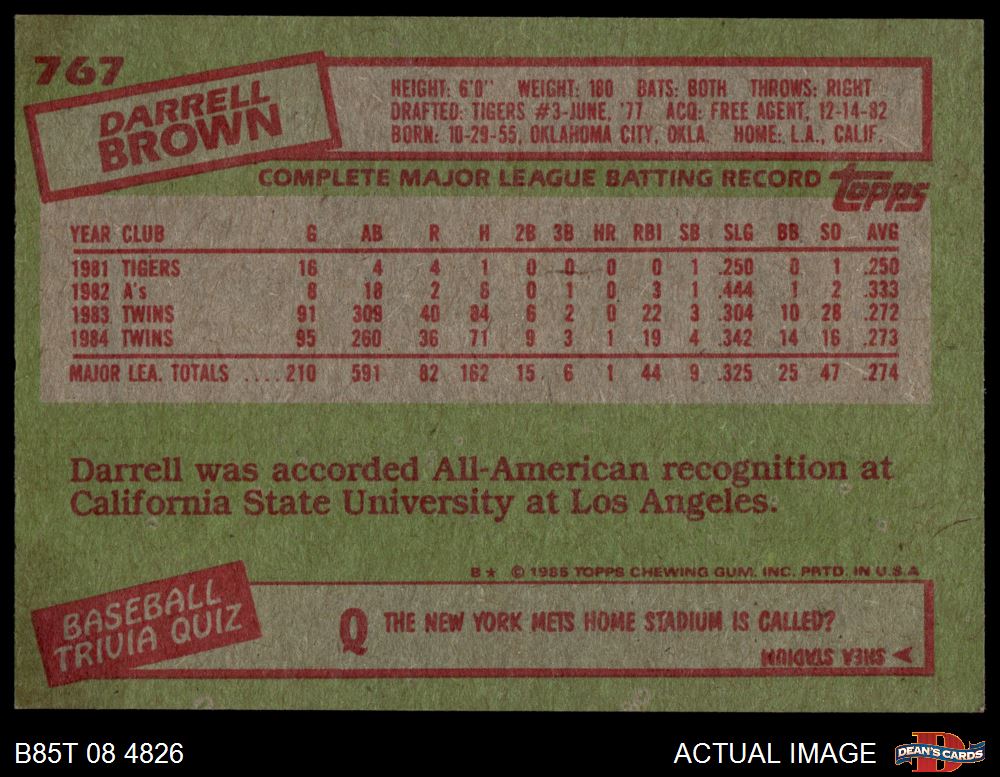 767
DARRELL
BROWN
HEIGHT: 6'0" WEIGHT: 180 BATS: BOTH THROWS: RIGHT
DRAFTED: TIGERS #3-JUNE, '77 ACQ: FREE AGENT, 12-14-82
BORN: 10-29-55, OKLAHOMA CITY, OKLA. HOME: L.A., CALIF.
COMPLETE MAJOR LEAGUE BATTING RECORD topps
YEAR CLUB G AB R H 2B 3B HR RBI SB SLG BB SO AVG
1981 TIGERS 16 4 4 1 0 0 0 0 1 .250 0 1 .250
1982 A's 8 18 2 6 0 1 0 3 1 .444 1 2 .333
1983 TWINS 91 309 40 84 6 2 0 22 3 .304 10 28 .272
1984 TWINS 95 260 36 71 9 3 1 19 4 .342 14 16 .273
MAJOR LEA. TOTALS ....210 591 82 162 15 6 1 44 9 .325 25 47 .274
Darrell was accorded All-American recognition at
California State University at Los Angeles.
B★ © 1985 TOPPS CHEWING GUM, INC. PRTD. IN U.S.A.
BASEBALL
TRIVIA QUIZ
Q THE NEW YORK METS HOME STADIUM IS CALLED?
SHEA STADIUM
B85T 08 4826
ACTUAL IMAGE
DEAN'S CARDS